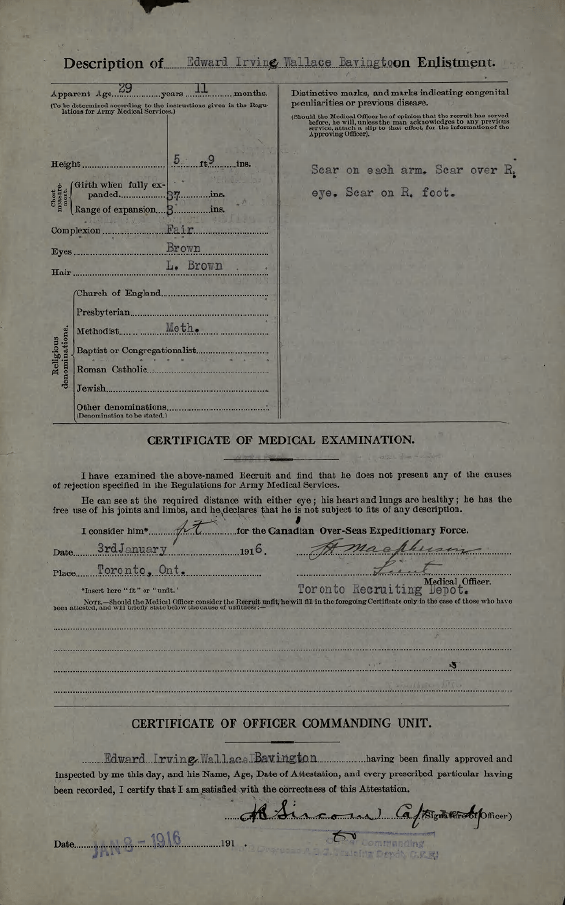 Description of Edward Irving Wallace Bavington on Enlistment.
Apparent Age 29 years 11 months.
(To be determined according to the instructions given in the Regulations for Army Medical Services.)
Height 5 ft 9 ins.
Chest measurement.
Girth when fully expanded 37 ins.
Range of expansion 3 ins.
Complexion Fair
Eyes Brown
Hair L. Brown
Religious denominations.
Church of England
Presbyterian
Methodist Meth.
Baptist or Congregationalist
Roman Catholic
Jewish
Other denominations
(Denomination to be stated.)
Distinctive marks, and marks indicating congenital
peculiarities or previous disease.
(Should the Medical Officer be of opinion that the recruit has served
before, he will, unless the man acknowledges to any previous
service, attach a slip to that effect, for the information of the
Approving Officer).
Scar on each arm. Scar over R.
eye. Scar on R. foot.
CERTIFICATE OF MEDICAL EXAMINATION.
I have examined the above-named Recruit and find that he does not present any of the causes
of rejection specified in the Regulations for Army Medical Services.
He can see at the required distance with either eye; his heart and lungs are healthy; he has the
free use of his joints and limbs, and he declares that he is not subject to fits of any description.
I consider him* fit for the Canadian Over-Seas Expeditionary Force.
Date 3rdJanuary 1916.
Place Toronto, Ont.
Macpherson
Lieut
Medical Officer.
Toronto Recruiting Depot.
*Insert here "fit" or "unfit."
NOTE.—Should the Medical Officer consider the Recruit unfit, he will fill in the foregoing Certificate only in the case of those who have
been attested, and will briefly state below the cause of unfitness:—
CERTIFICATE OF OFFICER COMMANDING UNIT.
Edward Irving Wallace Bavington having been finally approved and
inspected by me this day, and his Name, Age, Date of Attestation, and every prescribed particular having
been recorded, I certify that I am satisfied with the correctness of this Attestation.
(Signature of Officer)
Date JAN 3 - 1916 191 .
Commanding
Training Depot, C.E.F.